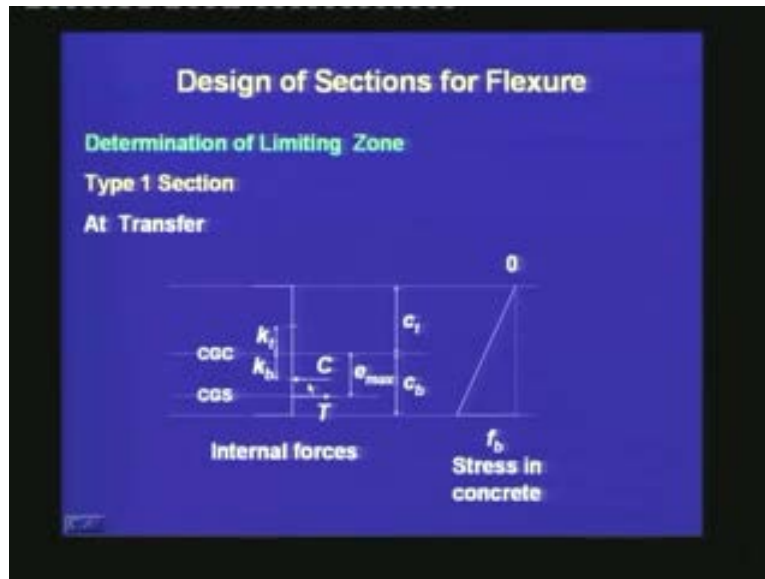 Design of Sections for Flexure
Determination of Limiting Zone
Type 1 Section
At Transfer
0
kt
ct
CGC
kb
C
emax
cb
CGS
T
fb
Internal forces
Stress in
concrete